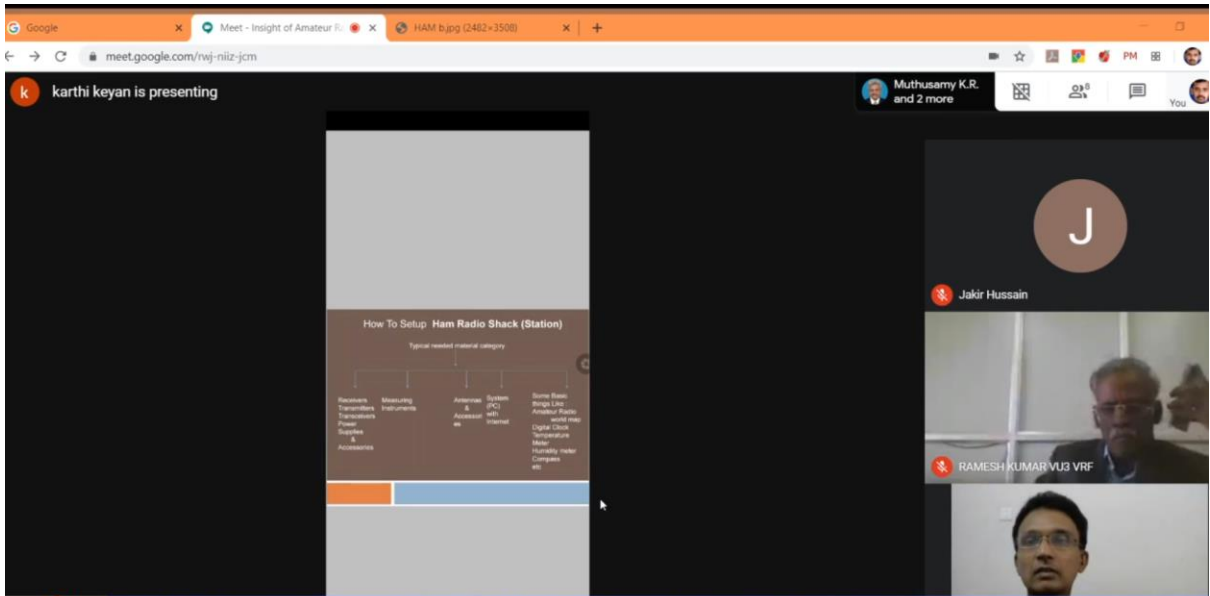 Google
Meet - Insight of Amateur Ra
HAM b.jpg (2482×3508)
meet.google.com/rwj-niiz-jcm
PM
k
karthi keyan is presenting
Muthusamy K.R.
and 2 more
8
You
How To Setup Ham Radio Shack (Station)
Typical needed material category
Receivers
Transmitters
Transceivers
Power
Supplies
&
Accessories
Measuring
Instruments
Antennas
&
Accessori
es
System
(PC)
with
internet
Some Basic
things Like :
Amateur Radio
world map
Digital Clock
Temperature
Meter
Humidity meter
Compass
etc
J
Jakir Hussain
RAMESH KUMAR VU3 VRF